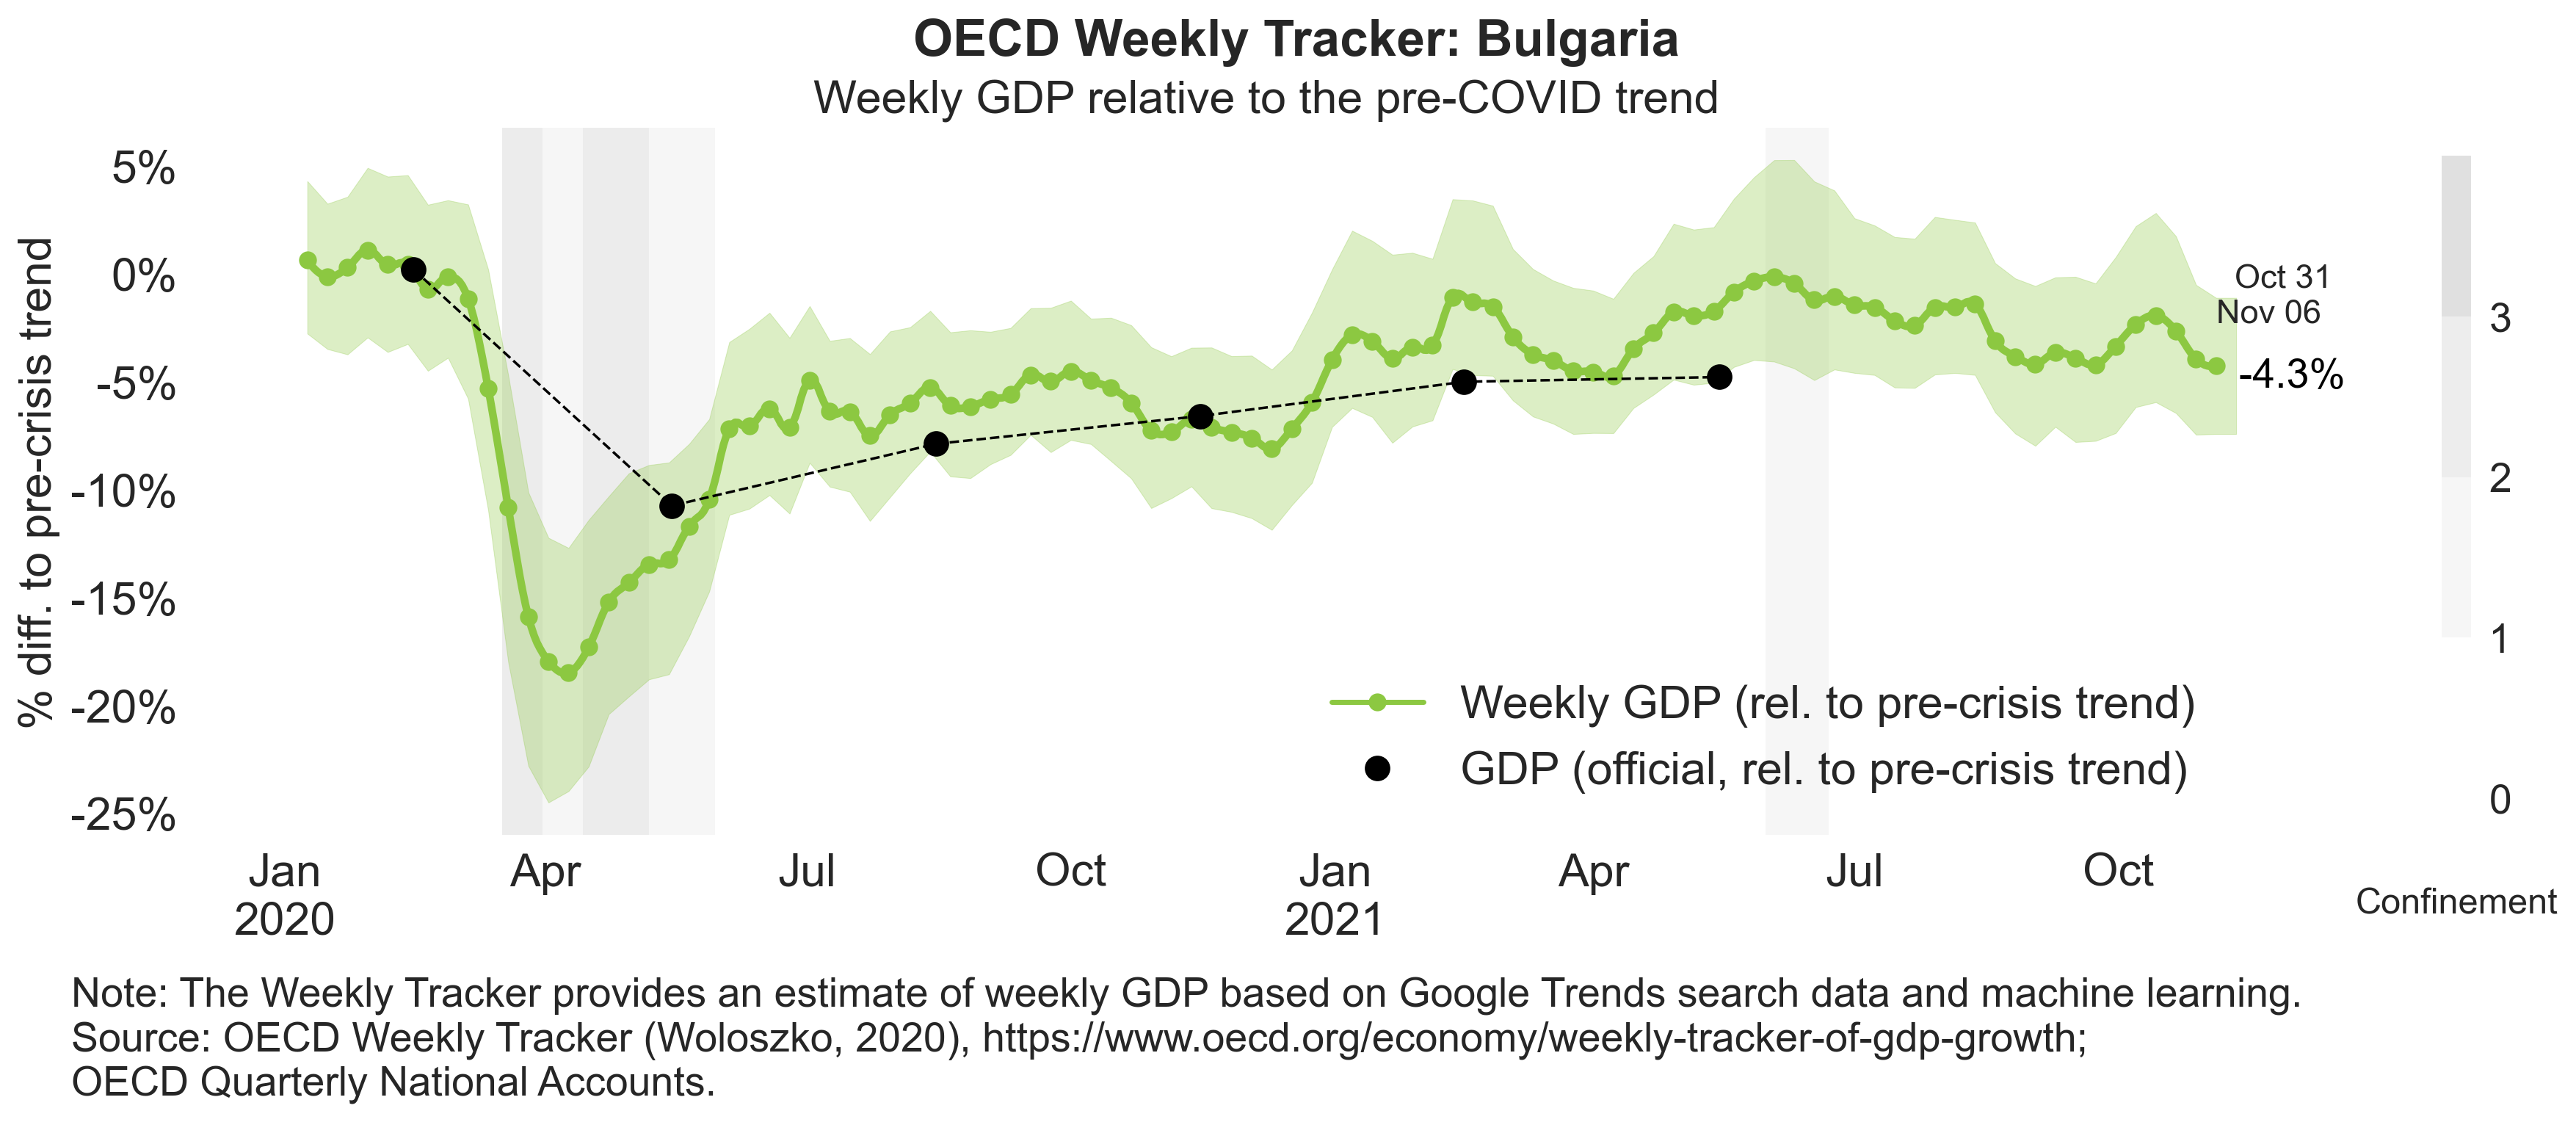 OECD Weekly Tracker: Bulgaria
Weekly GDP relative to the pre-COVID trend
% diff. to pre-crisis trend
5%
0%
-5%
-10%
-15%
-20%
-25%
Oct 31
Nov 06
-4.3%
Weekly GDP (rel. to pre-crisis trend)
GDP (official, rel. to pre-crisis trend)
3
2
1
0
Confinement
Jan Apr Jul Oct Jan Apr Jul Oct
2020 2021
Note: The Weekly Tracker provides an estimate of weekly GDP based on Google Trends search data and machine learning.
Source: OECD Weekly Tracker (Woloszko, 2020), https://www.oecd.org/economy/weekly-tracker-of-gdp-growth;
OECD Quarterly National Accounts.